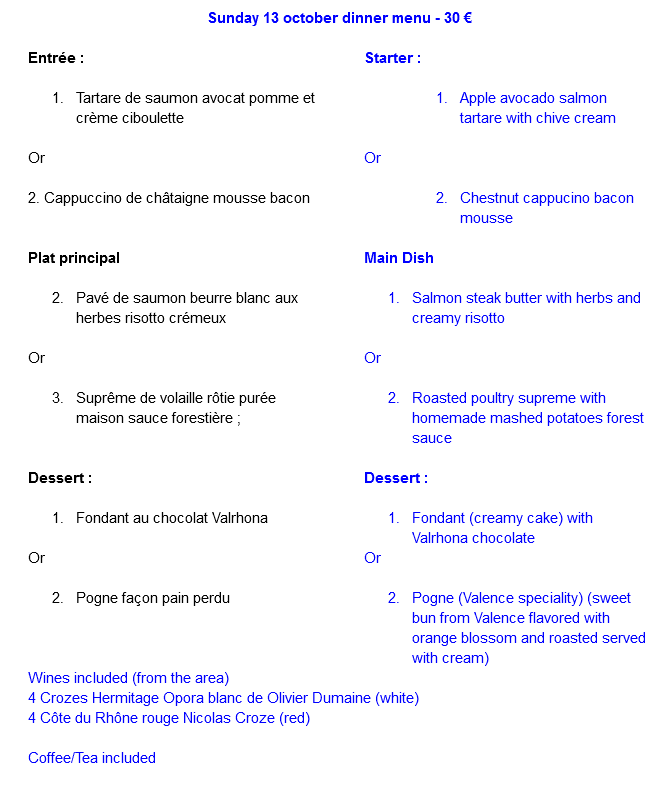 Sunday 13 october dinner menu - 30 €
Entrée :
1. Tartare de saumon avocat pomme et
crème ciboulette
Or
2. Cappuccino de châtaigne mousse bacon
Plat principal
2. Pavé de saumon beurre blanc aux
herbes risotto crémeux
Or
3. Suprême de volaille rôtie purée
maison sauce forestière ;
Dessert :
1. Fondant au chocolat Valrhona
Or
2. Pogne façon pain perdu
Starter :
1. Apple avocado salmon
tartare with chive cream
Or
2. Chestnut cappucino bacon
mousse
Main Dish
1. Salmon steak butter with herbs and
creamy risotto
Or
2. Roasted poultry supreme with
homemade mashed potatoes forest
sauce
Dessert :
1. Fondant (creamy cake) with
Valrhona chocolate
Or
2. Pogne (Valence speciality) (sweet
bun from Valence flavored with
orange blossom and roasted served
with cream)
Wines included (from the area)
4 Crozes Hermitage Opora blanc de Olivier Dumaine (white)
4 Côte du Rhône rouge Nicolas Croze (red)
Coffee/Tea included